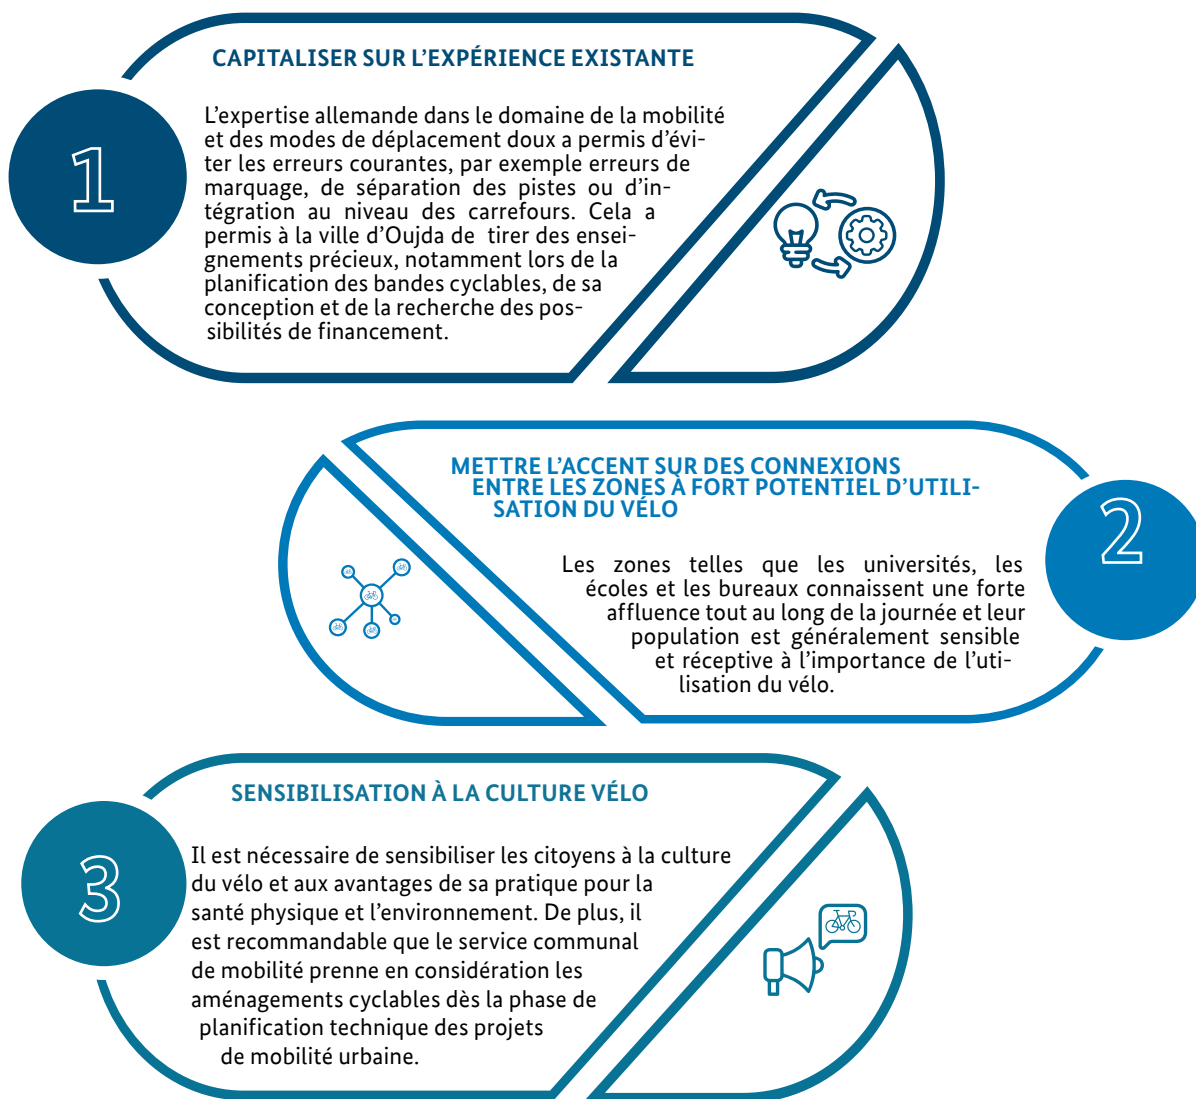 1
CAPITALISER SUR L’EXPÉRIENCE EXISTANTE
L’expertise allemande dans le domaine de la mobilité
et des modes de déplacement doux a permis d’évi-
ter les erreurs courantes, par exemple erreurs de
marquage, de séparation des pistes ou d’in-
tégration au niveau des carrefours. Cela a
permis à la ville d’Oujda de tirer des ensei-
gnements précieux, notamment lors de la
planification des bandes cyclables, de sa
conception et de la recherche des pos-
sibilités de financement.
2
METTRE L’ACCENT SUR DES CONNEXIONS
ENTRE LES ZONES À FORT POTENTIEL D’UTILI-
SATION DU VÉLO
Les zones telles que les universités, les
écoles et les bureaux connaissent une forte
affluence tout au long de la journée et leur
population est généralement sensible
et réceptive à l’importance de l’uti-
lisation du vélo.
3
SENSIBILISATION À LA CULTURE VÉLO
Il est nécessaire de sensibiliser les citoyens à la culture
du vélo et aux avantages de sa pratique pour la
santé physique et l’environnement. De plus, il
est recommandable que le service communal
de mobilité prenne en considération les
aménagements cyclables dès la phase de
planification technique des projets
de mobilité urbaine.